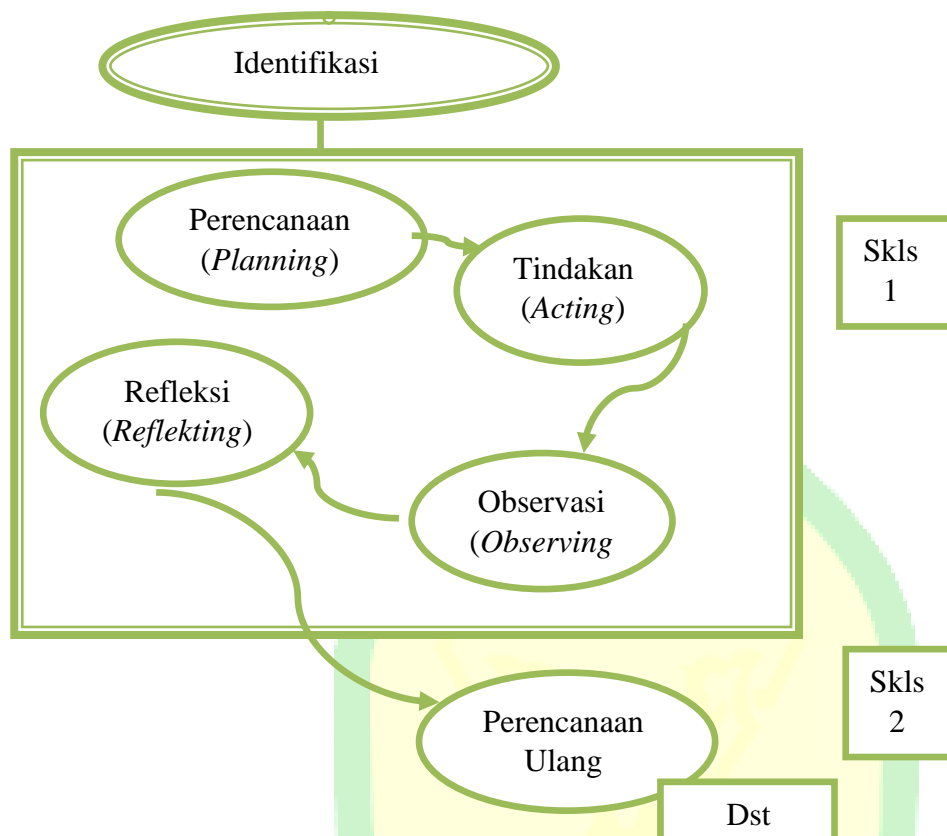 Identifikasi
Perencanaan
(Planning)
Tindakan
(Acting)
Skls
1
Refleksi
(Reflekting)
Observasi
(Observing
Skls
2
Perencanaan
Ulang
Dst